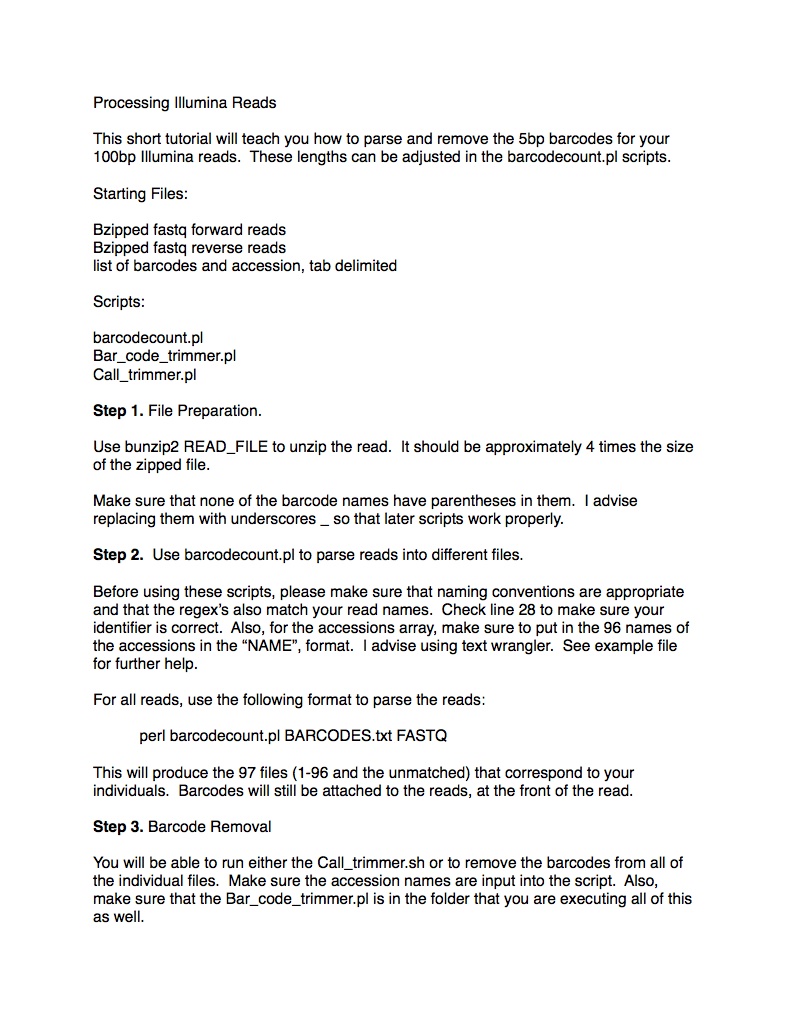 Processing Illumina Reads
This short tutorial will teach you how to parse and remove the 5bp barcodes for your
100bp Illumina reads.  These lengths can be adjusted in the barcodecount.pl scripts.
Starting Files:
Bzipped fastq forward reads
Bzipped fastq reverse reads
list of barcodes and accession, tab delimited
Scripts:
barcodecount.pl
Bar_code_trimmer.pl
Call_trimmer.pl
Step 1. File Preparation.
Use bunzip2 READ_FILE to unzip the read.  It should be approximately 4 times the size
of the zipped file.
Make sure that none of the barcode names have parentheses in them.  I advise
replacing them with underscores _ so that later scripts work properly.
Step 2.  Use barcodecount.pl to parse reads into different files.
Before using these scripts, please make sure that naming conventions are appropriate
and that the regex’s also match your read names.  Check line 28 to make sure your
identifier is correct.  Also, for the accessions array, make sure to put in the 96 names of
the accessions in the “NAME”, format.  I advise using text wrangler.  See example file
for further help.
For all reads, use the following format to parse the reads:
perl barcodecount.pl BARCODES.txt FASTQ
This will produce the 97 files (1-96 and the unmatched) that correspond to your
individuals.  Barcodes will still be attached to the reads, at the front of the read.
Step 3. Barcode Removal
You will be able to run either the Call_trimmer.sh or to remove the barcodes from all of
the individual files.  Make sure the accession names are input into the script.  Also,
make sure that the Bar_code_trimmer.pl is in the folder that you are executing all of this
as well.